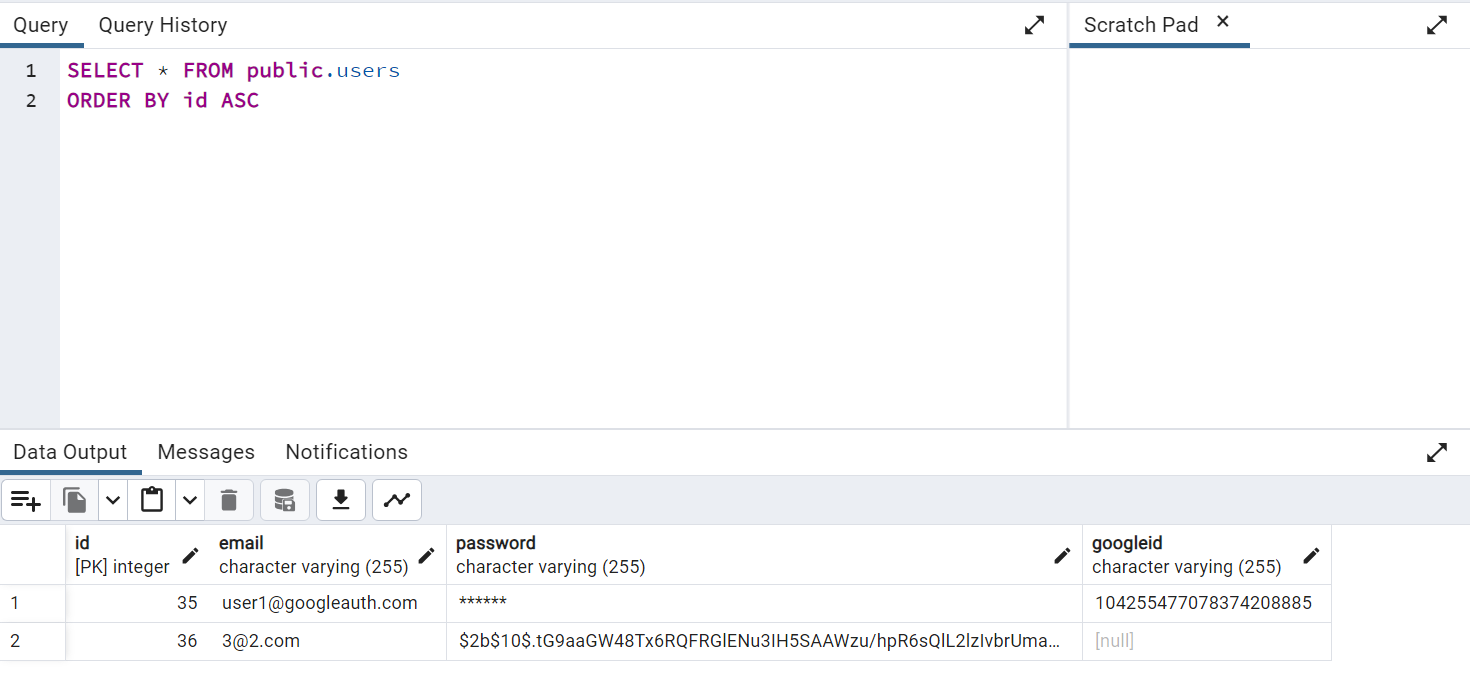 Query Query History Scratch Pad
1 SELECT * FROM public.users
2 ORDER BY id ASC
Data Output Messages Notifications
id email password googleid
[PK] integer character varying (255) character varying (255) character varying (255)
1 35 user1@googleauth.com ****** 104255477078374208885
2 36 3@2.com $2b$10$.tG9aaGW48Tx6RQFRGlENu3IH5SAAWzu/hpR6sQlL2lzIvbrUma... [null]